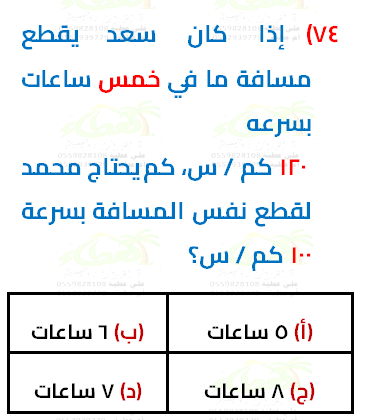 ٧٤) إذا كان سعد يقطع
مسافة ما في خمس ساعات
بسرعه
١٢٠ كم / س، كم يحتاج محمد
لقطع نفس المسافة بسرعة
١٠٠ كم / س؟
(أ) ٥ ساعات
(ب) ٦ ساعات
(ج) ٨ ساعات
(د) ٧ ساعات